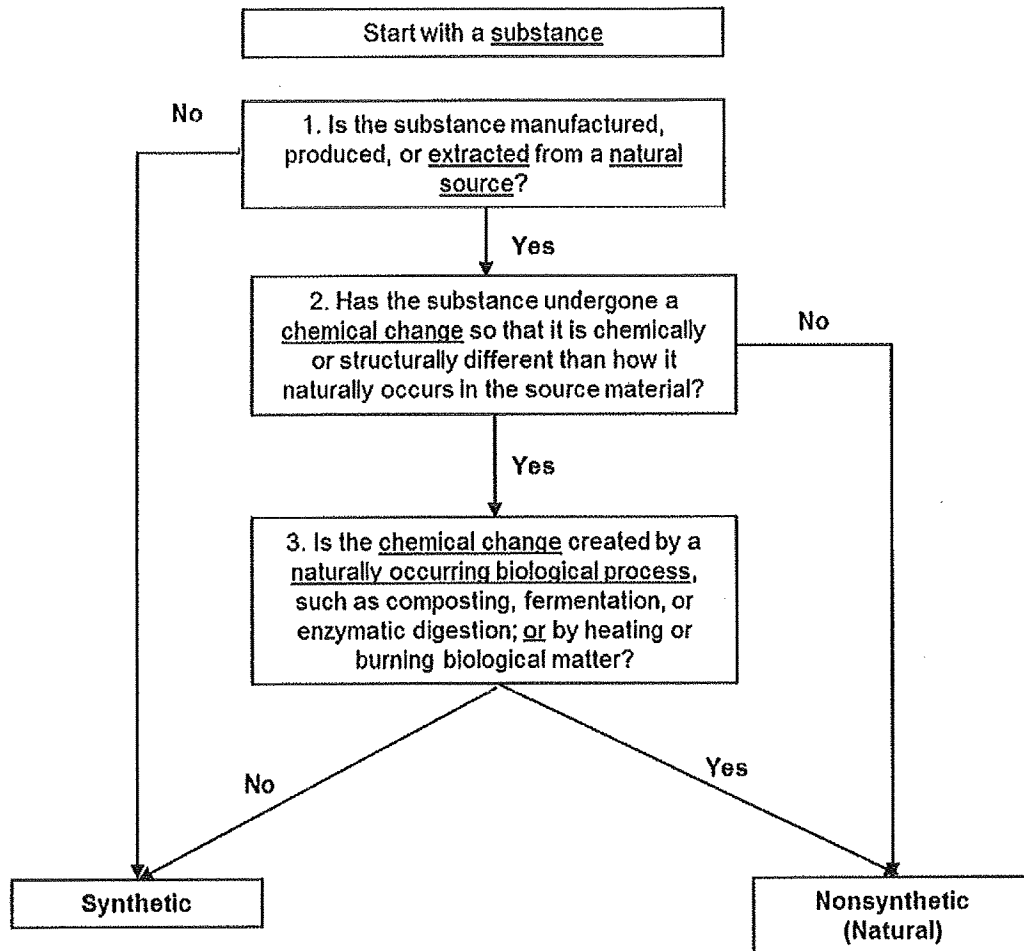 Start with a substance
No
1. Is the substance manufactured,
produced, or extracted from a natural
source?
Yes
2. Has the substance undergone a
chemical change so that it is chemically
or structurally different than how it
naturally occurs in the source material?
No
Yes
3. Is the chemical change created by a
naturally occurring biological process,
such as composting, fermentation, or
enzymatic digestion; or by heating or
burning biological matter?
No
Yes
Synthetic
Nonsynthetic
(Natural)